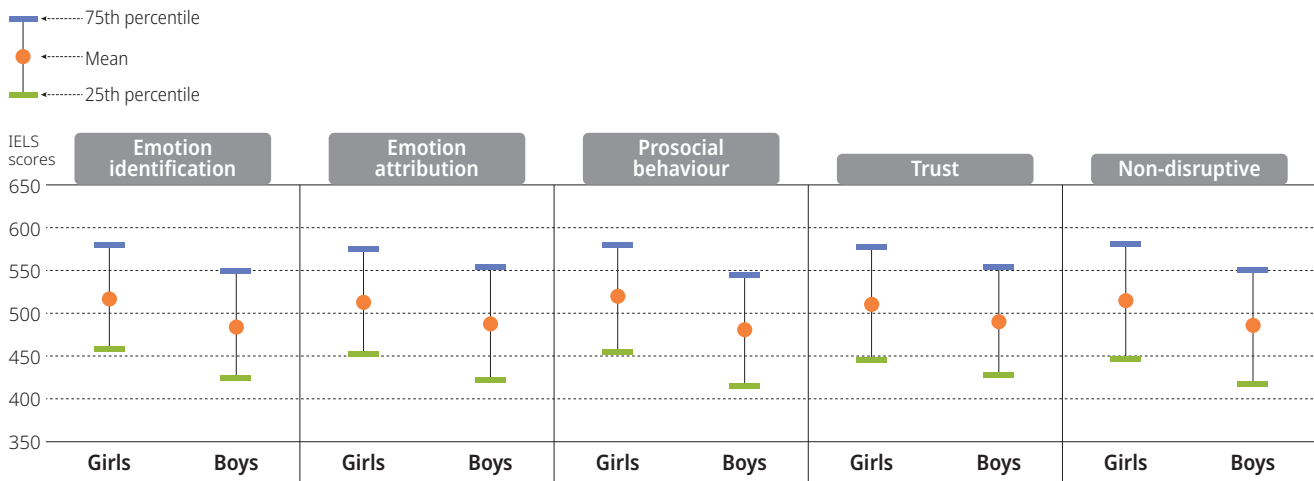 75th percentile
Mean
25th percentile
IELS
scores
Emotion
identification
Emotion
attribution
Prosocial
behaviour
Trust
Non-disruptive
650
600
550
500
450
400
350
Girls Boys Girls Boys Girls Boys Girls Boys Girls Boys